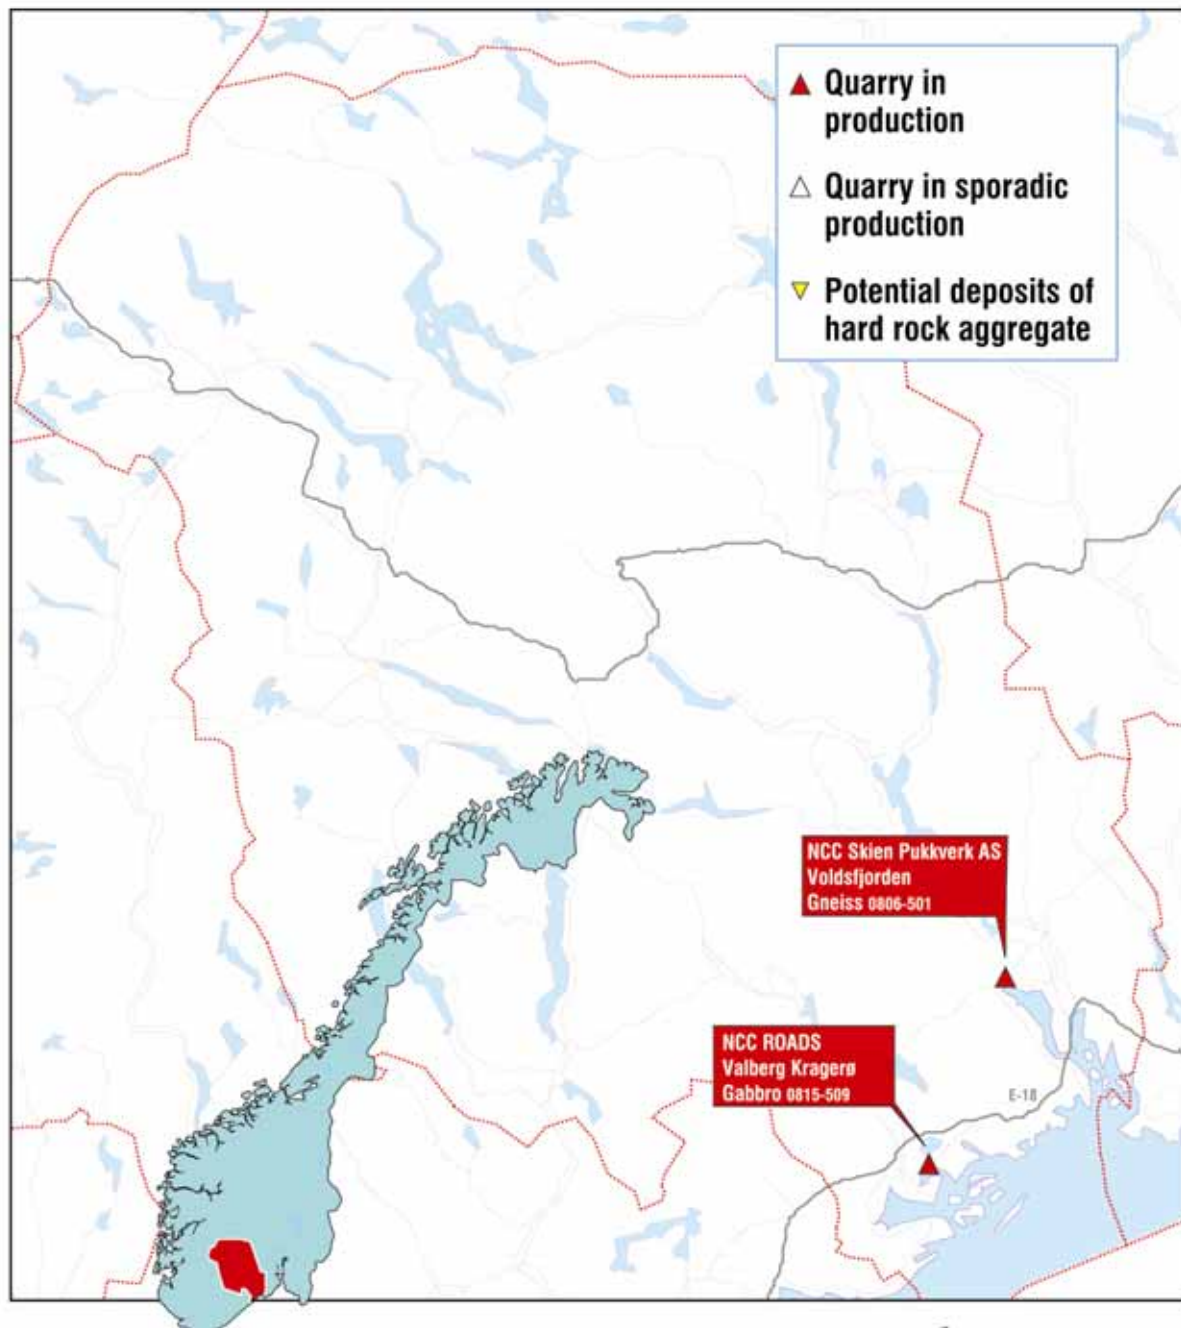 Quarry in
production
Quarry in sporadic
production
Potential deposits of
hard rock aggregate
NCC Skien Pukkverk AS
Voldsfjorden
Gneiss 0806-501
NCC ROADS
Valberg Kragerø
Gabbro 0815-509
E-18